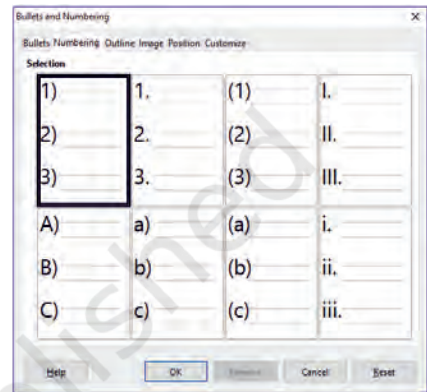 Bullets and Numbering
Bullets Numbering Outline Image Position Customize
Selection
1) 1. (1) I.
2) 2. (2) II.
3) 3. (3) III.
A) a) (a) i.
B) b) (b) ii.
C) c) (c) iii.
Help OK Remove Cancel Reset